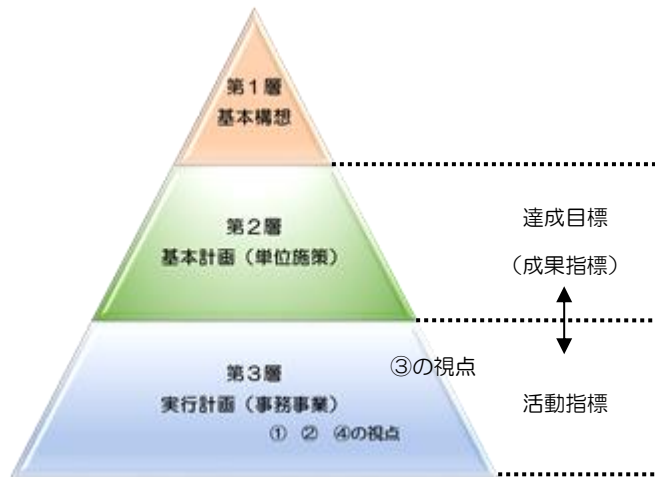 第１層
基本構想
第２層
基本計画（単位施策）
達成目標
（成果指標）
第３層
実行計画（事務事業）
①　②　④の視点
③の視点
活動指標